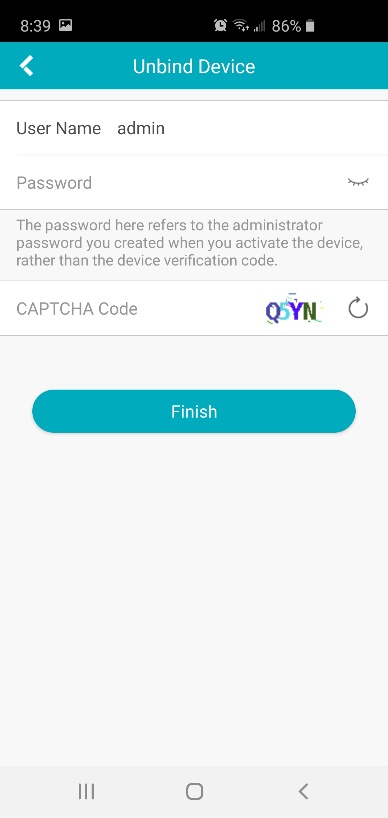 8:39 86%
Unbind Device
User Name admin
Password
The password here refers to the administrator
password you created when you activate the device,
rather than the device verification code.
CAPTCHA Code Q5YN
Finish